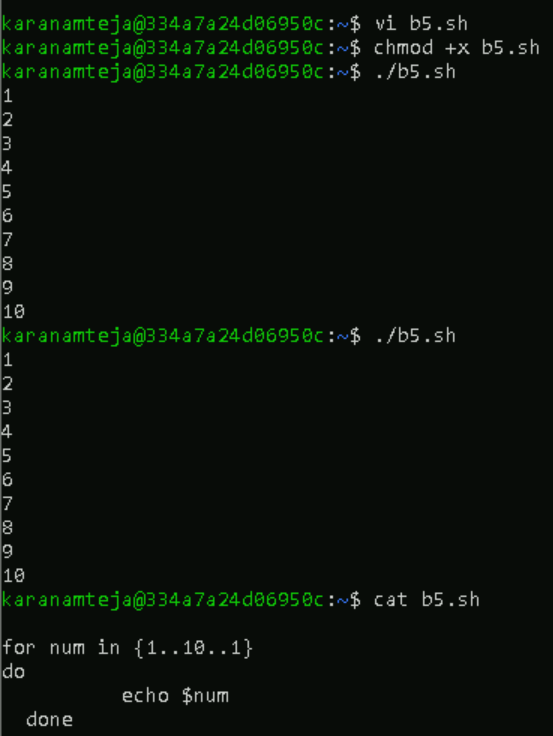 karanamteja@334a7a24d06950c:~$ vi b5.sh
karanamteja@334a7a24d06950c:~$ chmod +x b5.sh
karanamteja@334a7a24d06950c:~$ ./b5.sh
1
2
3
4
5
6
7
8
9
10
karanamteja@334a7a24d06950c:~$ ./b5.sh
1
2
3
4
5
6
7
8
9
10
karanamteja@334a7a24d06950c:~$ cat b5.sh

for num in {1..10..1}
do
          echo $num
  done